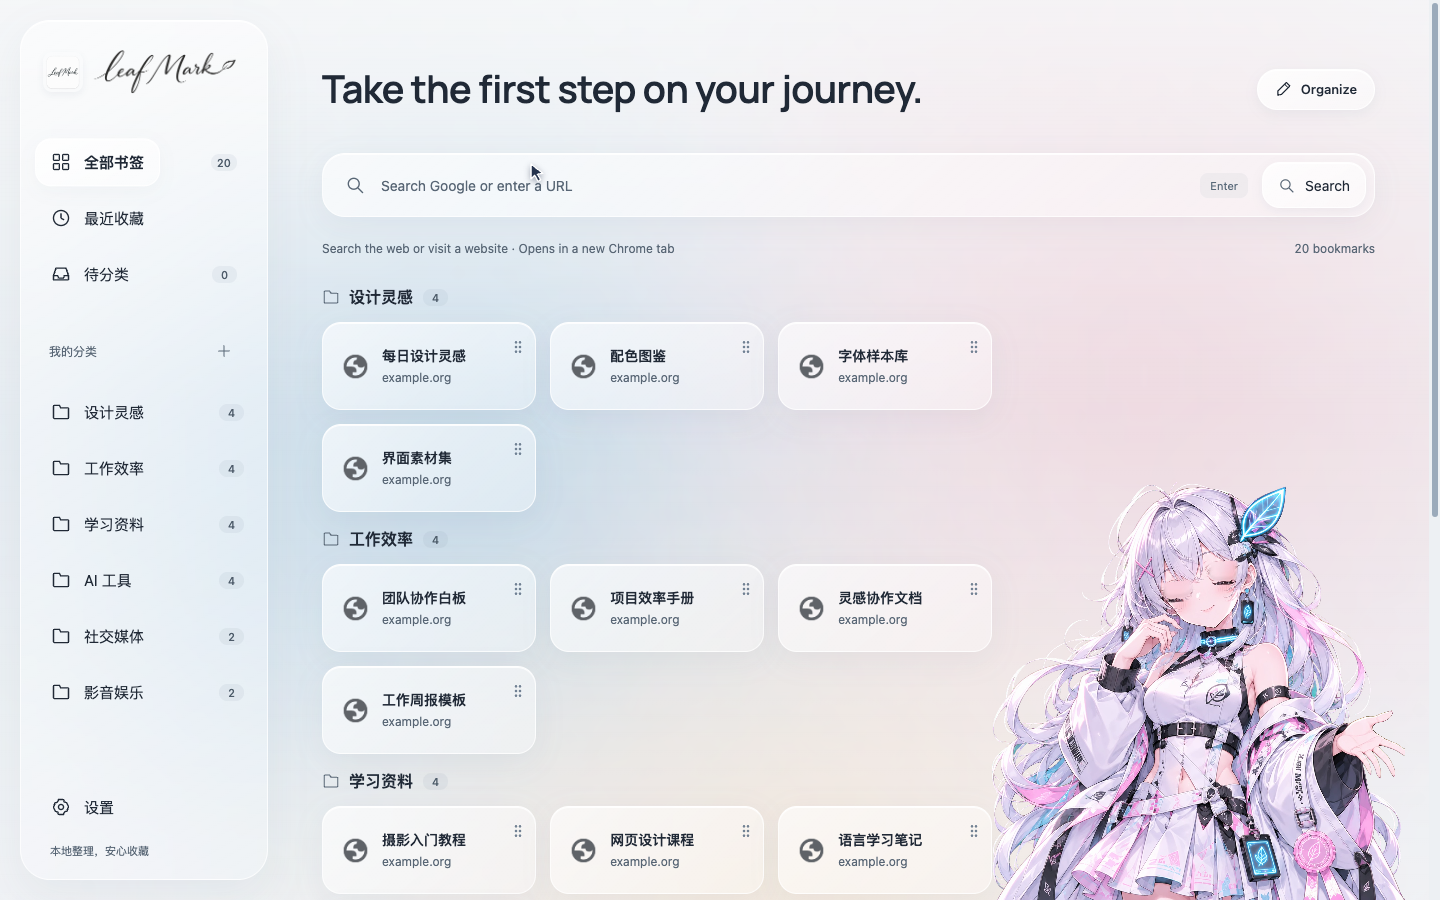 leaf Mark
leaf Mark
全部书签 20
最近收藏
待分类 0
我的分类
设计灵感 4
工作效率 4
学习资料 4
AI 工具 4
社交媒体 2
影音娱乐 2
设置
本地整理，安心收藏
Take the first step on your journey.
Organize
Search Google or enter a URL
Enter
Search
Search the web or visit a website · Opens in a new Chrome tab
20 bookmarks
设计灵感 4
每日设计灵感
example.org
配色图鉴
example.org
字体样本库
example.org
界面素材集
example.org
工作效率 4
团队协作白板
example.org
项目效率手册
example.org
灵感协作文档
example.org
工作周报模板
example.org
学习资料 4
摄影入门教程
example.org
网页设计课程
example.org
语言学习笔记
example.org